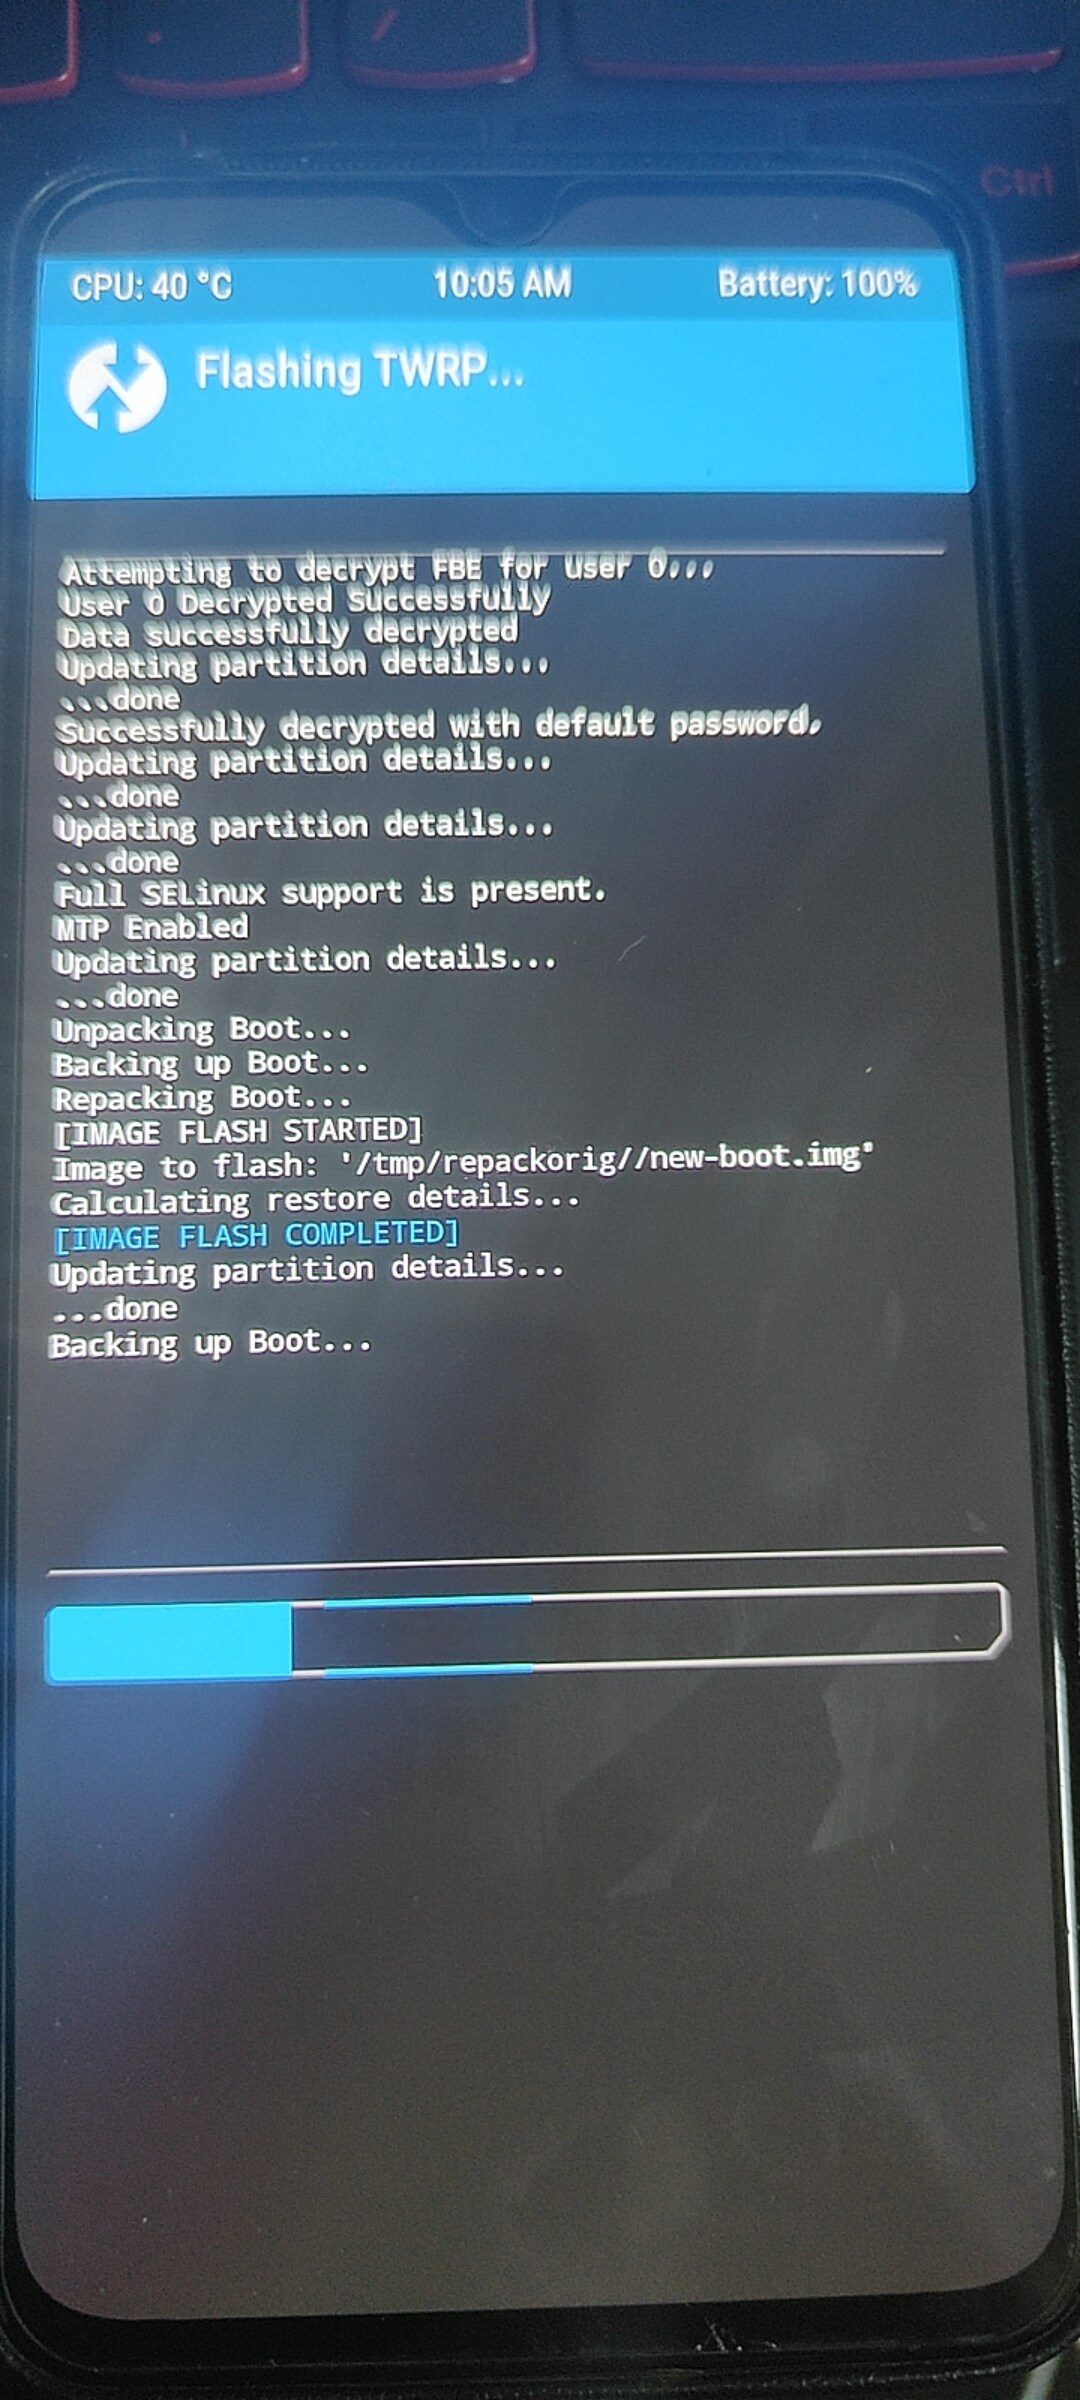 Ctrl
CPU: 40 °C 10:05 AM Battery: 100%
Flashing TWRP...
Attempting to decrypt FBE for user 0...
User 0 Decrypted Successfully
Data successfully decrypted
Updating partition details...
...done
Successfully decrypted with default password.
Updating partition details...
...done
Updating partition details...
...done
Full SELinux support is present.
MTP Enabled
Updating partition details...
...done
Unpacking Boot...
Backing up Boot...
Repacking Boot...
[IMAGE FLASH STARTED]
Image to flash: '/tmp/repackorig//new-boot.img'
Calculating restore details...
[IMAGE FLASH COMPLETED]
Updating partition details...
...done
Backing up Boot...